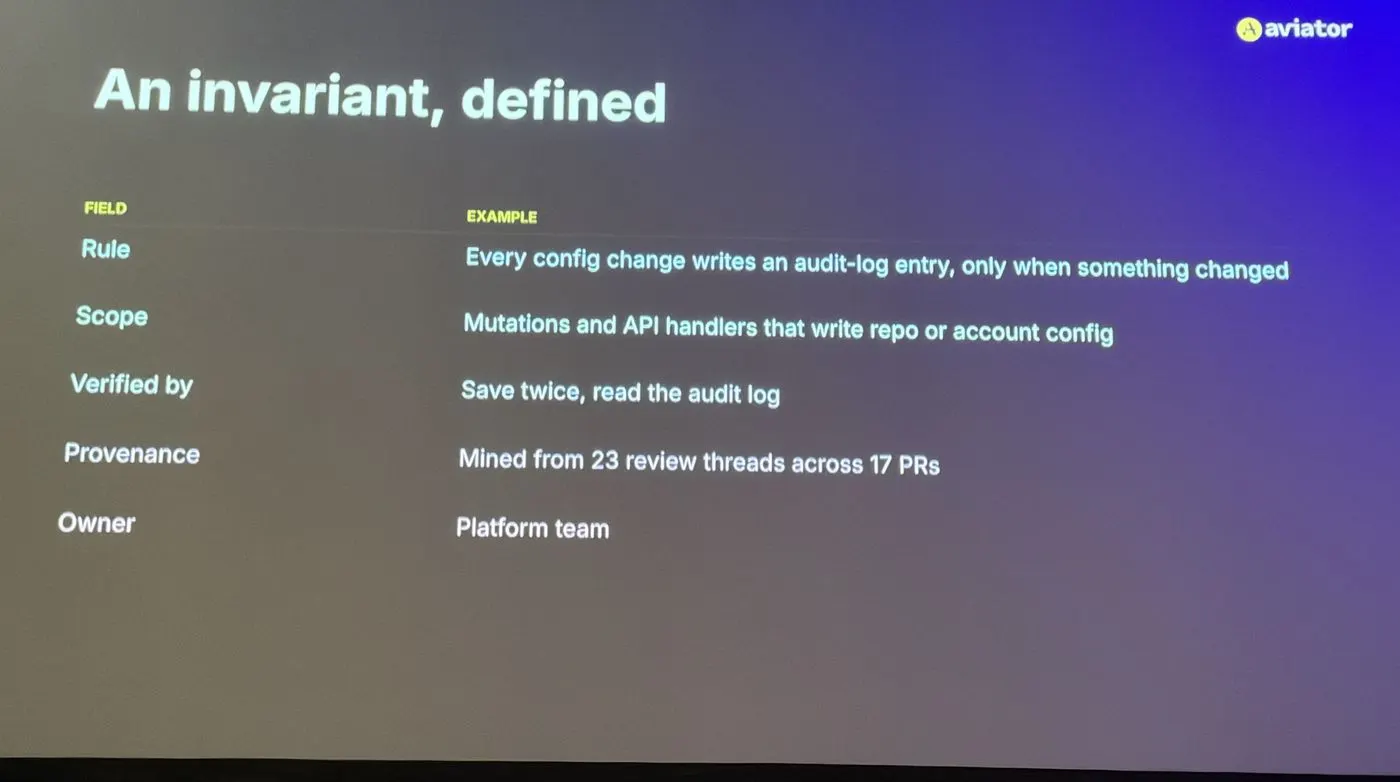 aviator
An invariant, defined
FIELD EXAMPLE
Rule Every config change writes an audit-log entry, only when something changed
Scope Mutations and API handlers that write repo or account config
Verified by Save twice, read the audit log
Provenance Mined from 23 review threads across 17 PRs
Owner Platform team